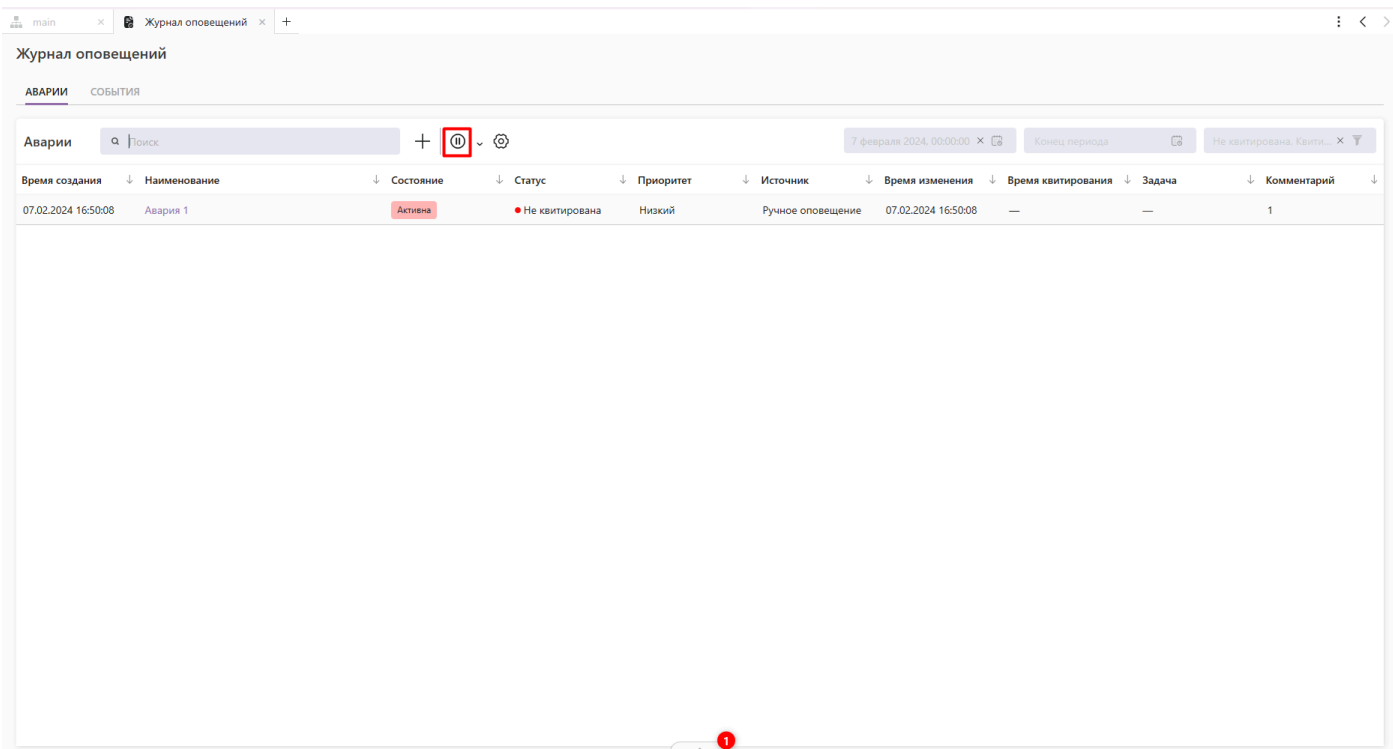 main
Журнал оповещений
Журнал оповещений
АВАРИИ СОБЫТИЯ
Аварии Поиск 7 февраля 2024, 00:00:00 Конец периода Не квитирована, Квити...
Время создания Наименование Состояние Статус Приоритет Источник Время изменения Время квитирования Задача Комментарий
07.02.2024 16:50:08 Авария 1 Активна Не квитирована Низкий Ручное оповещение 07.02.2024 16:50:08 — — 1
1